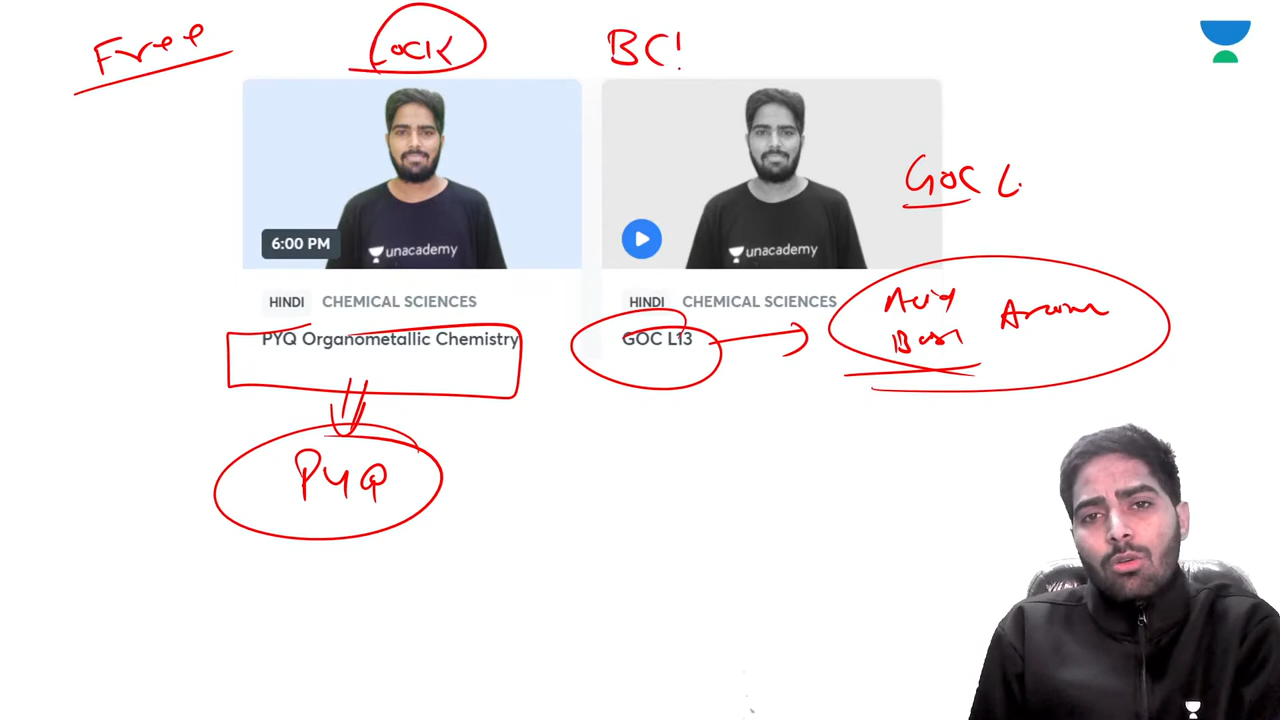 Free
LOCK
BC!
6:00 PM
unacademy
unacademy
GOC L
HINDI CHEMICAL SCIENCES
HINDI CHEMICAL SCIENCES
PYQ Organometallic Chemistry
GOC L13
Acid
Base
PYQ